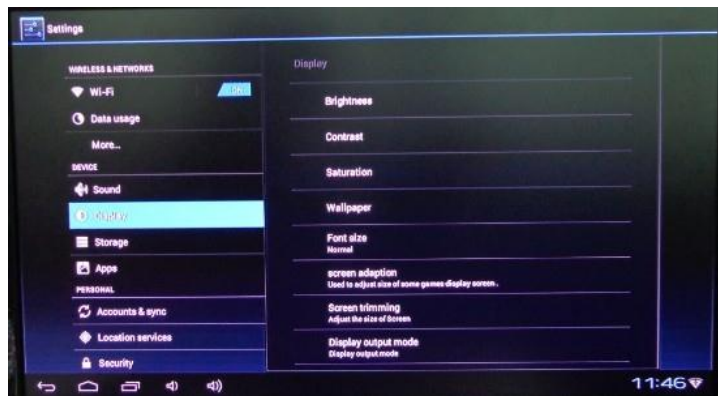 Settings
WIRELESS & NETWORKS
Wi-Fi ON
Data usage
More...
DEVICE
Sound
Display
Storage
Apps
PERSONAL
Accounts & sync
Location services
Security
Display
Brightness
Contrast
Saturation
Wallpaper
Font size
Normal
screen adaption
Used to adjust size of some games display screen.
Screen trimming
Adjust the size of Screen
Display output mode
Display output mode
11:46